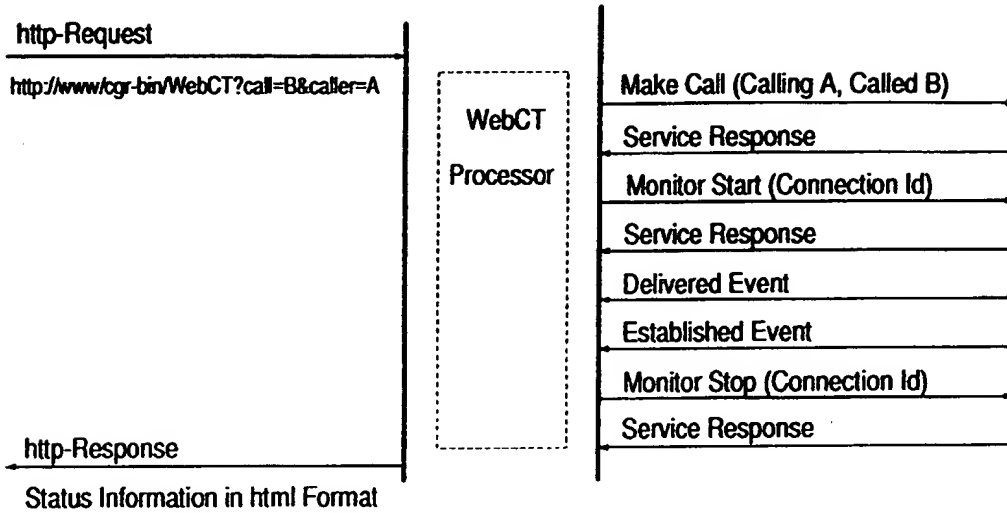 http-Request
http://www/cgr-bin/WebCT?call=B&caller=A
WebCT
Processor
Make Call (Calling A, Called B)
Service Response
Monitor Start (Connection Id)
Service Response
Delivered Event
Established Event
Monitor Stop (Connection Id)
Service Response
http-Response
Status Information in html Format